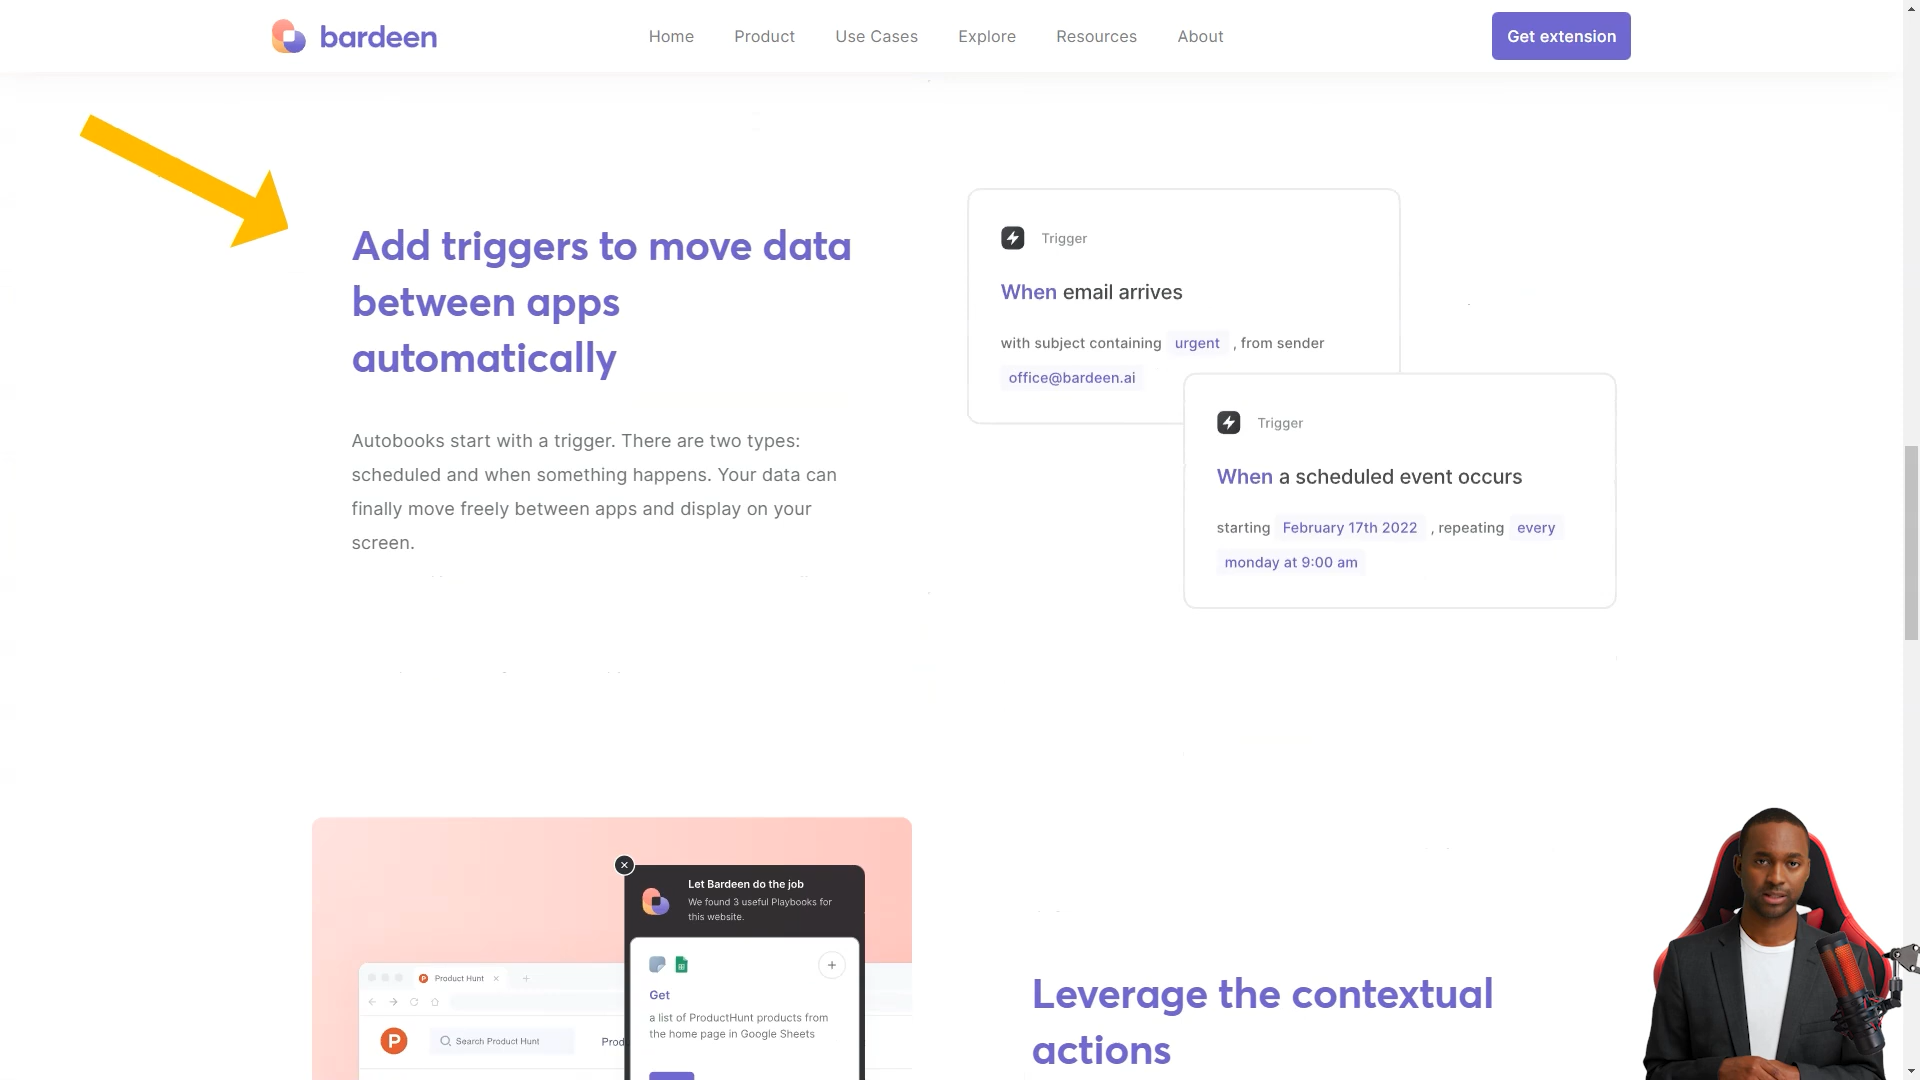 bardeen
Home
Product
Use Cases
Explore
Resources
About
Get extension
Add triggers to move data
between apps
automatically
Autobooks start with a trigger. There are two types:
scheduled and when something happens. Your data can
finally move freely between apps and display on your
screen.
Trigger
When email arrives
with subject containing urgent , from sender
office@bardeen.ai
Trigger
When a scheduled event occurs
starting February 17th 2022 , repeating every
monday at 9:00 am
Let Bardeen do the job
We found 3 useful Playbooks for
this website.
Product Hunt
Get
a list of ProductHunt products from
the home page in Google Sheets
P
Search Product Hunt
Prod
Leverage the contextual
actions